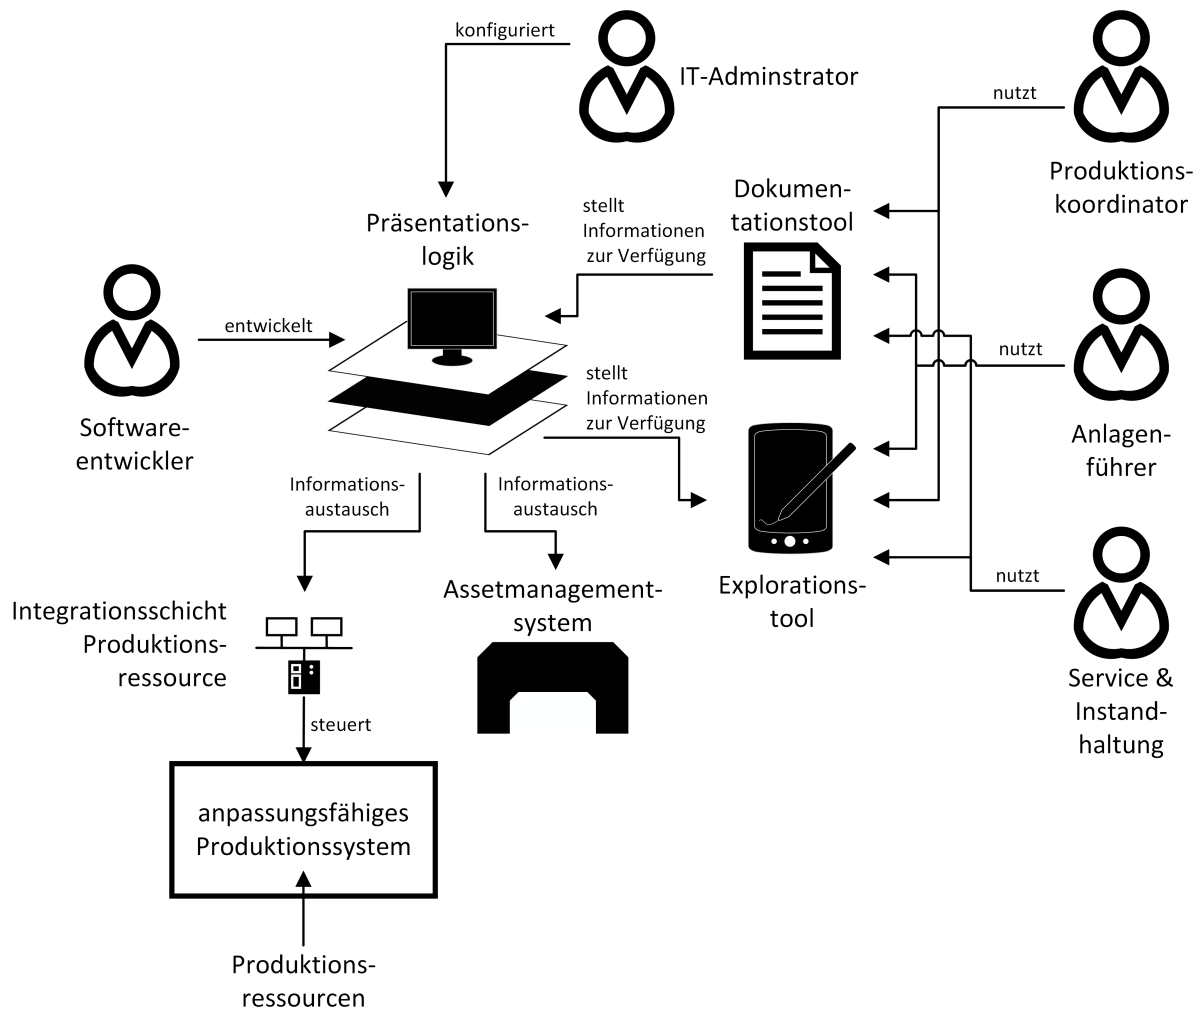 konfiguriert
IT-Adminstrator
nutzt
Produktions-
koordinator
Dokumen-
tationstool
stellt
Informationen
zur Verfügung
Präsentations-
logik
entwickelt
Software-
entwickler
nutzt
Anlagen-
führer
stellt
Informationen
zur Verfügung
Informations-
austausch
Informations-
austausch
Explorations-
tool
nutzt
Service &
Instand-
haltung
Assetmanagement-
system
Integrationsschicht
Produktions-
ressource
steuert
anpassungsfähiges
Produktionssystem
Produktions-
ressourcen